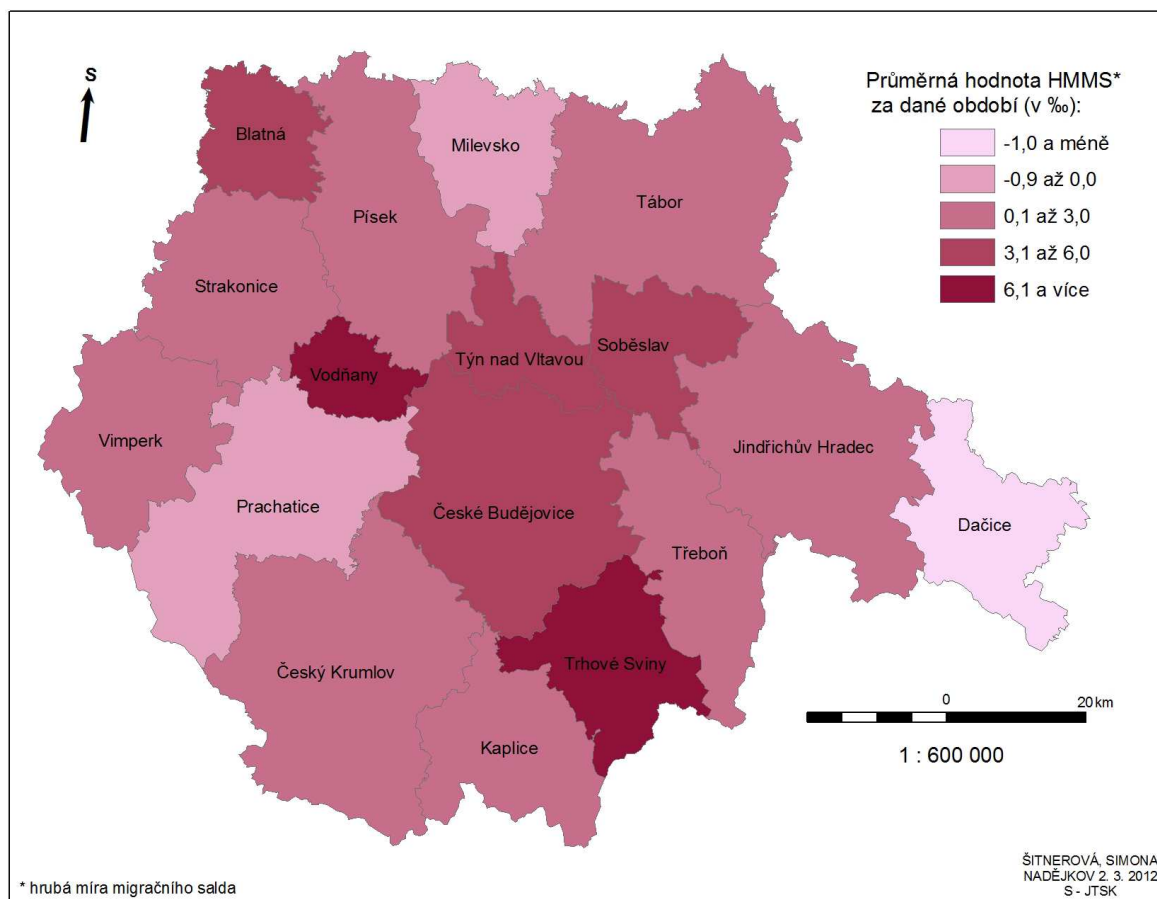 S
Průměrná hodnota HMMS*
za dané období (v ‰):
-1,0 a méně
-0,9 až 0,0
0,1 až 3,0
3,1 až 6,0
6,1 a více
Blatná
Milevsko
Tábor
Písek
Strakonice
Soběslav
Týn nad Vltavou
Vodňany
Vimperk
Jindřichův Hradec
Prachatice
České Budějovice
Dačice
Třeboň
Trhové Sviny
Český Krumlov
Kaplice
0
20 km
1 : 600 000
* hrubá míra migračního salda
ŠITNEROVÁ, SIMONA
NADĚJKOV 2. 3. 2012
S - JTSK